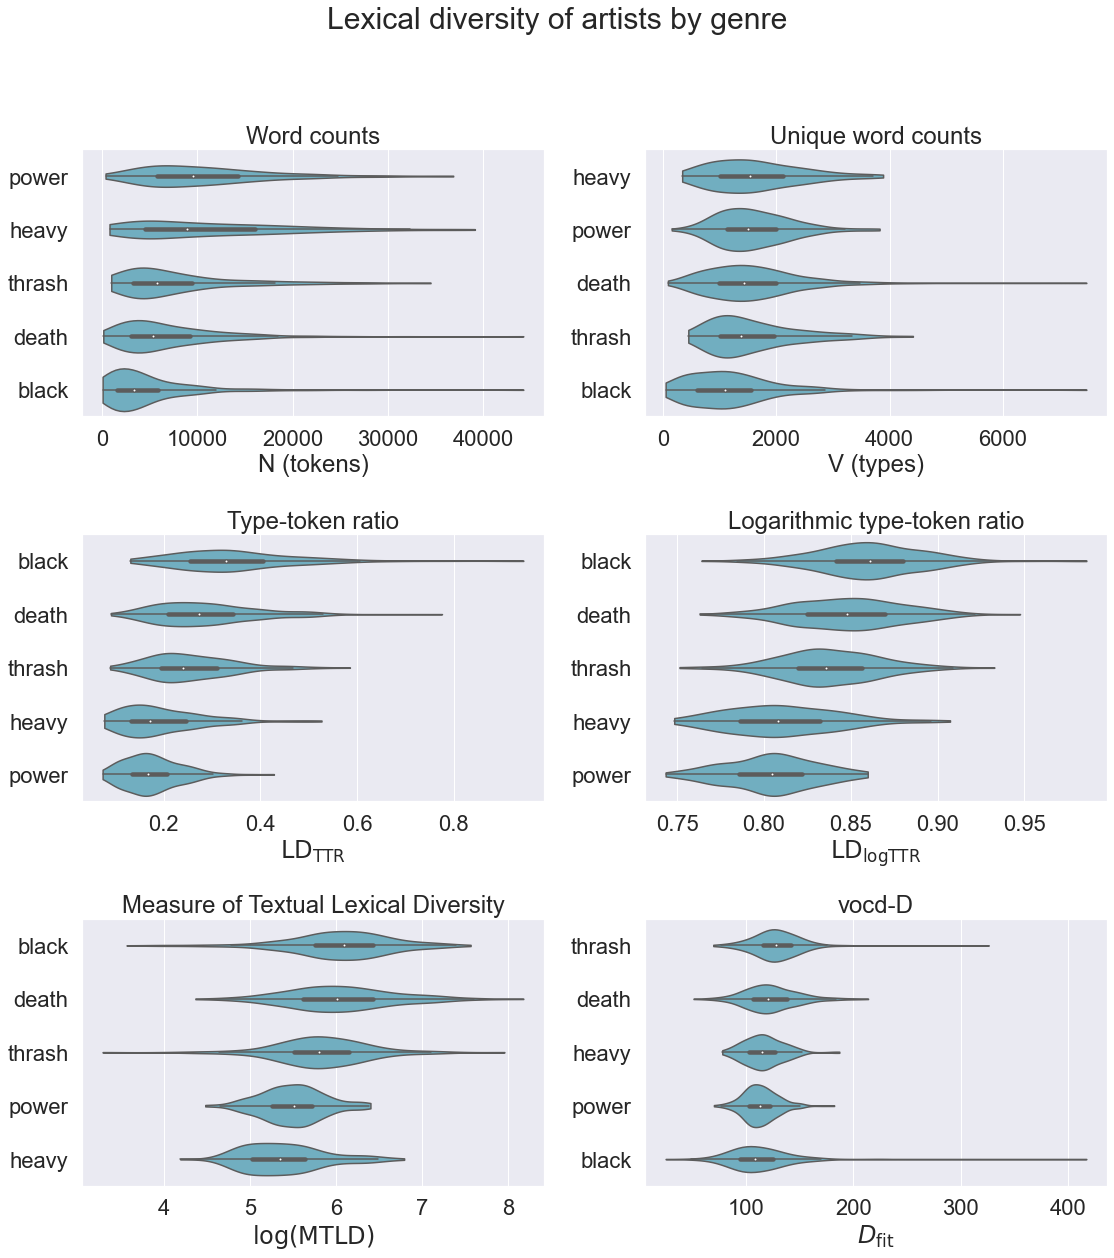 Lexical diversity of artists by genre
Word counts
power
heavy
thrash
death
black
0 10000 20000 30000 40000
N (tokens)
Unique word counts
heavy
power
death
thrash
black
0 2000 4000 6000
V (types)
Type-token ratio
black
death
thrash
heavy
power
0.2 0.4 0.6 0.8
LD_TTR
Logarithmic type-token ratio
black
death
thrash
heavy
power
0.75 0.80 0.85 0.90 0.95
LD_logTTR
Measure of Textual Lexical Diversity
black
death
thrash
power
heavy
4 5 6 7 8
log(MTLD)
vocd-D
thrash
death
heavy
power
black
100 200 300 400
D_fit